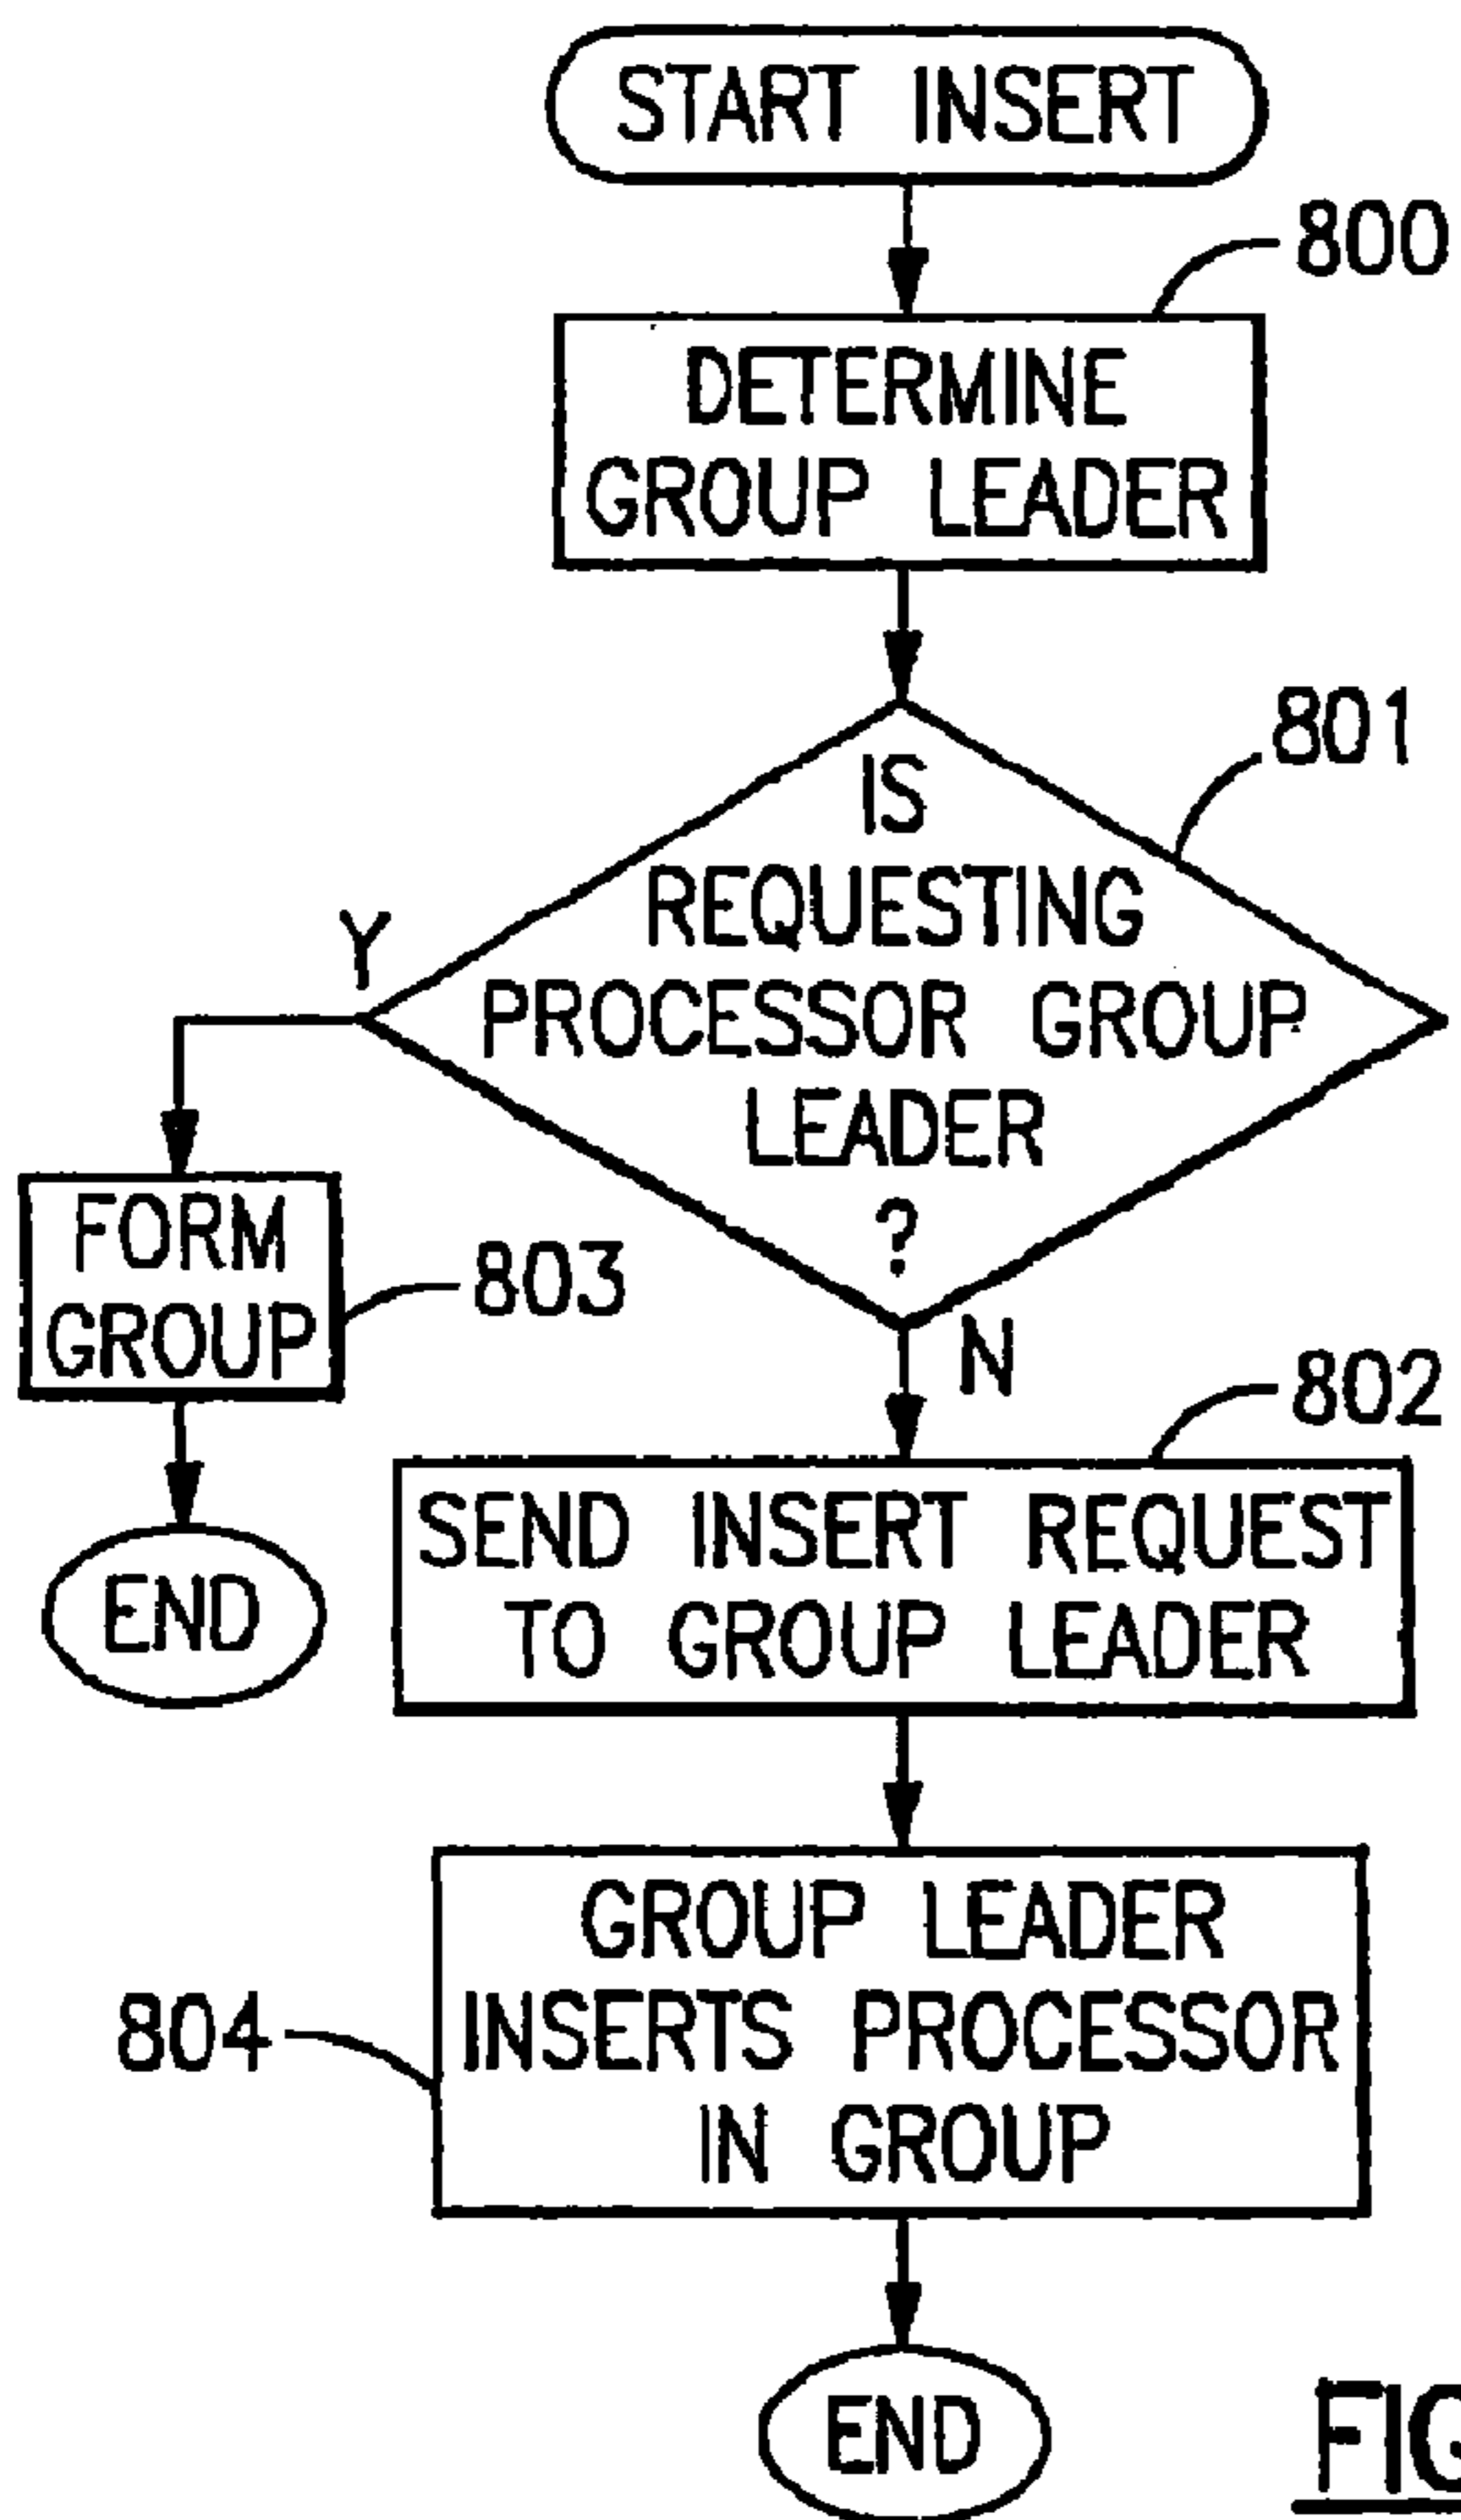 START INSERT
800
DETERMINE
GROUP LEADER
801
IS
REQUESTING
PROCESSOR GROUP
LEADER
?
Y
N
FORM
GROUP
803
END
802
SEND INSERT REQUEST
TO GROUP LEADER
804
GROUP LEADER
INSERTS PROCESSOR
IN GROUP
END